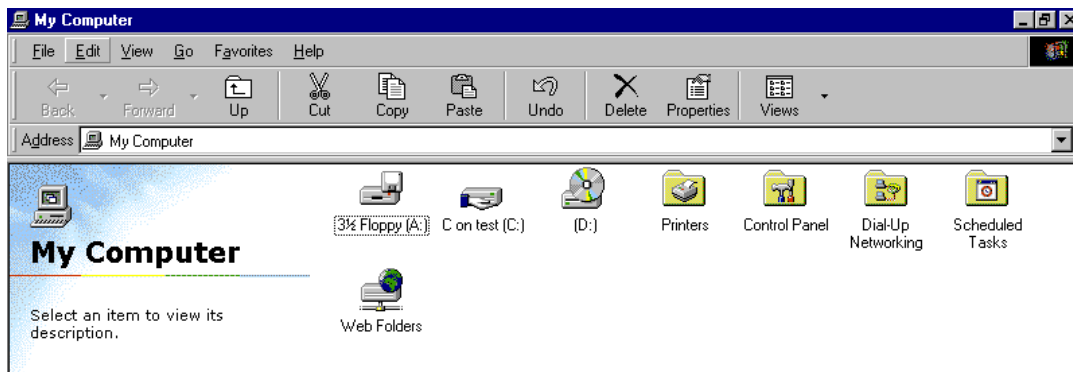 My Computer
File Edit View Go Favorites Help
Back Forward Up Cut Copy Paste Undo Delete Properties Views
Address My Computer
3½ Floppy (A:) C on test (C:) (D:) Printers Control Panel Dial-Up Networking Scheduled Tasks
My Computer
Select an item to view its
description.
Web Folders